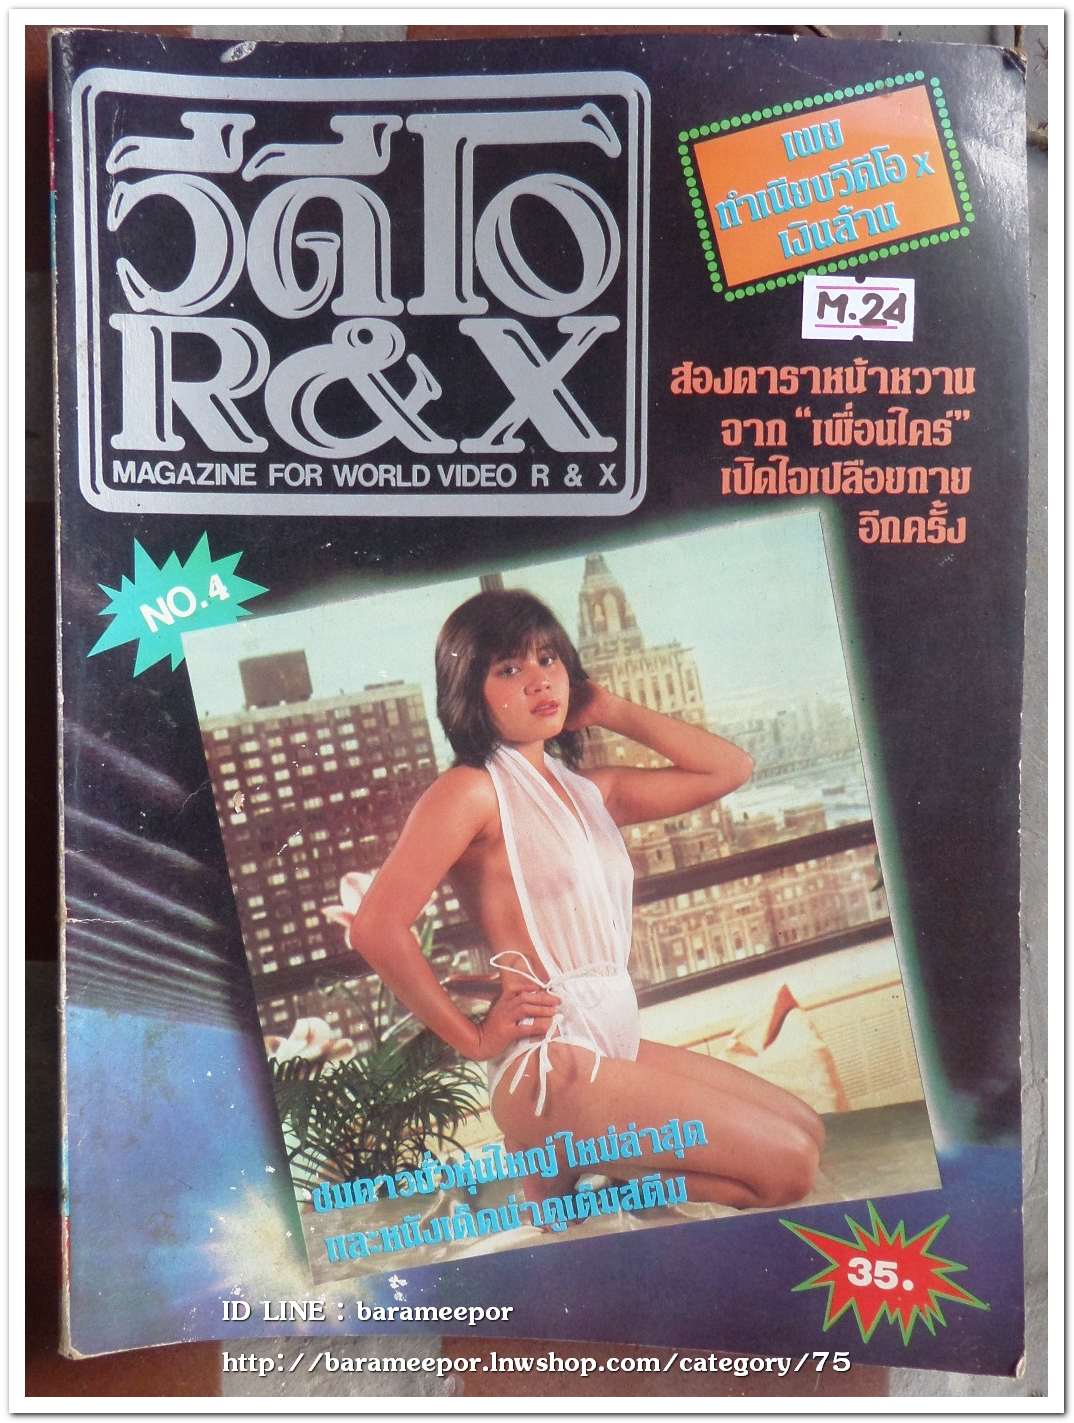 วีดีโอ
R&X
MAGAZINE FOR WORLD VIDEO R & X
เผย
ทำเนียบวีดีโอ x
เงินล้าน
M.24
ส่องดาราหน้าหวาน
จาก "เพื่อนใคร่"
เปิดใจเปลือยกาย
อีกครั้ง
NO.4
ชมดาวยั่วหุ่นใหญ่ ใหม่ล่าสุด
และหนังเด็ดน่าดูเต็มสตีม
35.
ID LINE : barameepor
http://barameepor.lnwshop.com/category/75